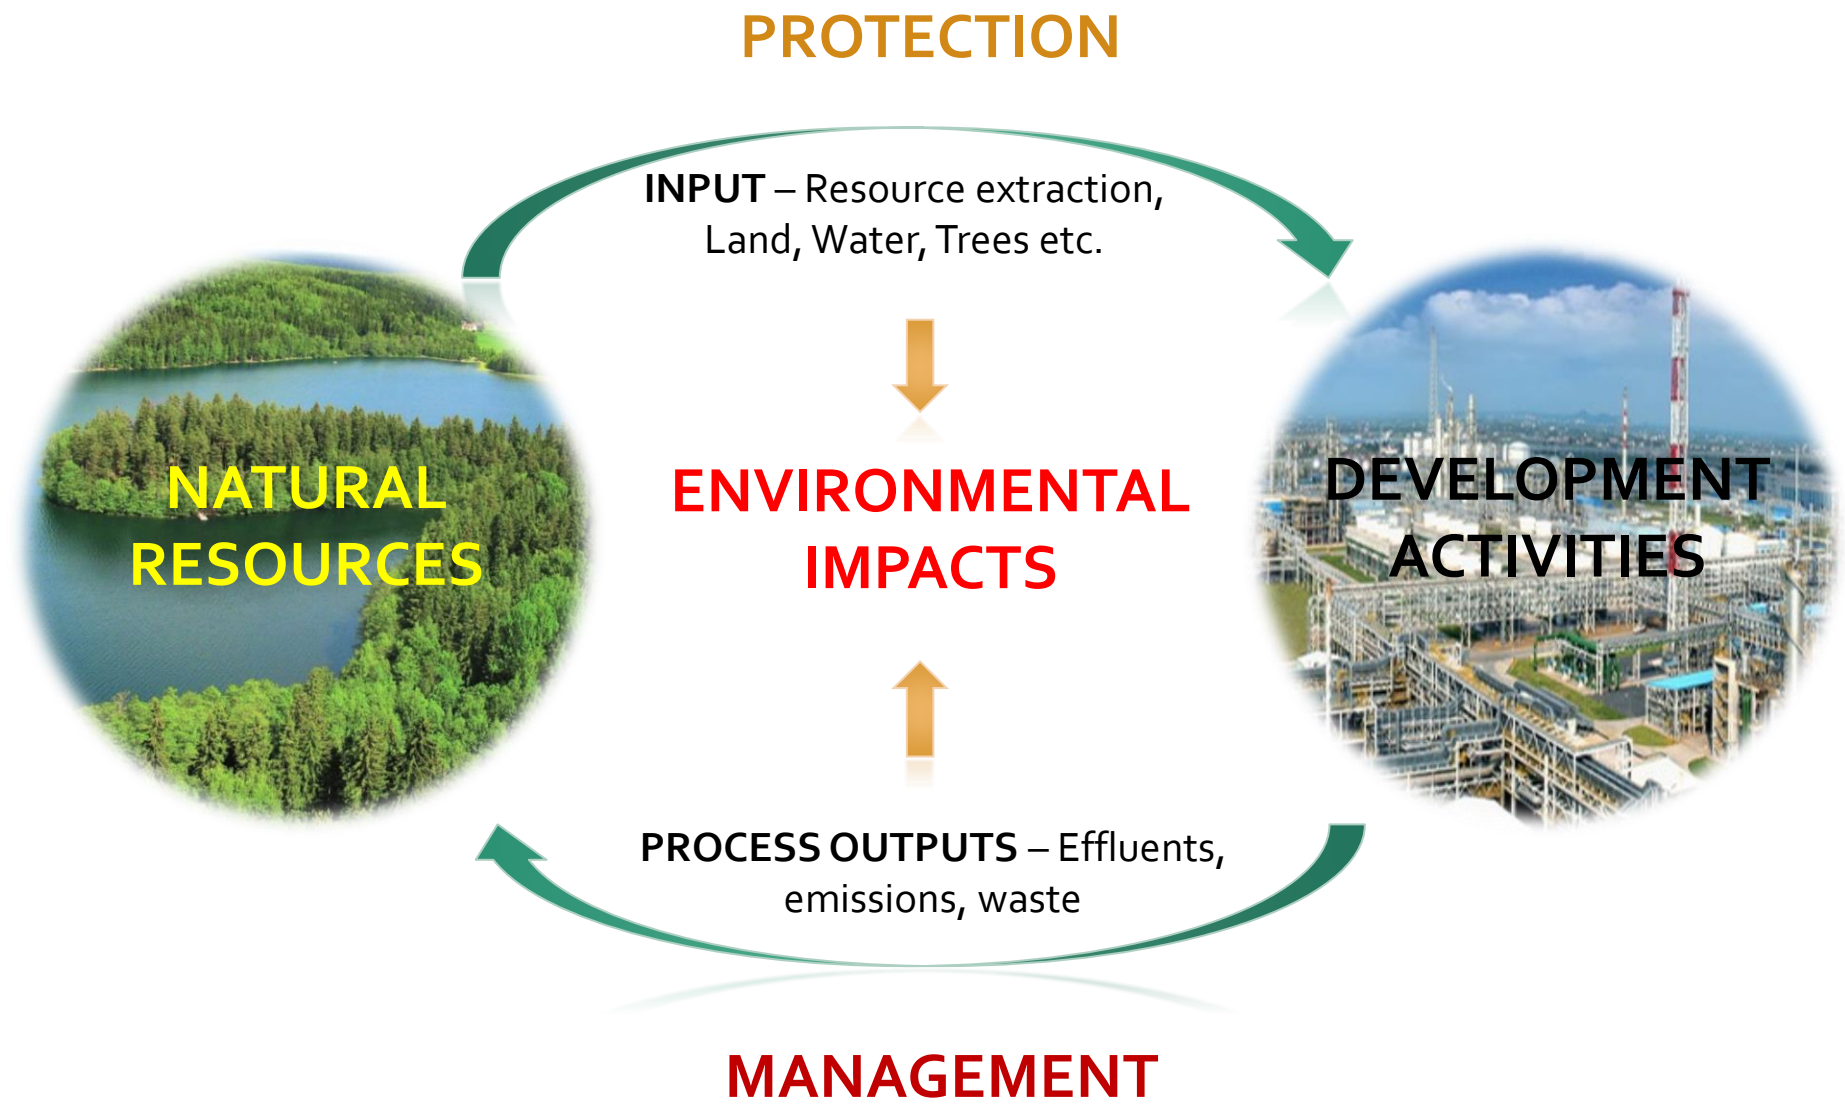 PROTECTION
INPUT – Resource extraction,
Land, Water, Trees etc.
NATURAL
RESOURCES
ENVIRONMENTAL
IMPACTS
DEVELOPMENT
ACTIVITIES
PROCESS OUTPUTS – Effluents,
emissions, waste
MANAGEMENT